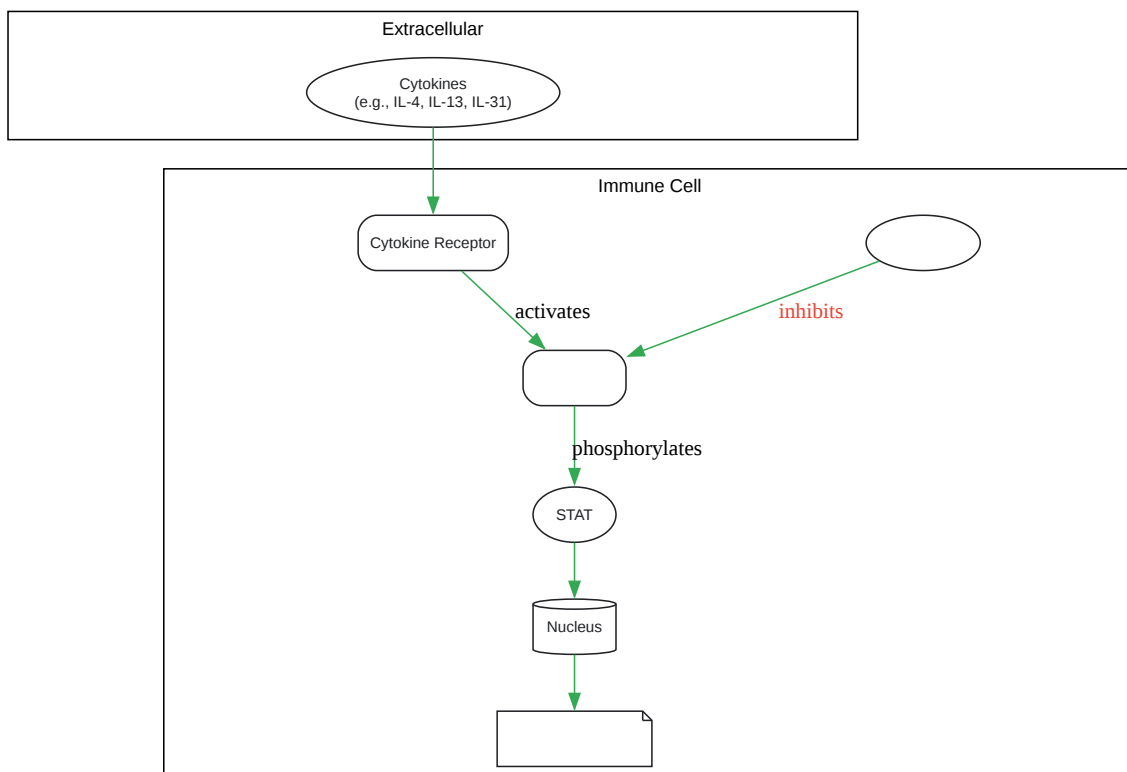 Extracellular
Cytokines
(e.g., IL-4, IL-13, IL-31)
Immune Cell
Cytokine Receptor
activates
inhibits
phosphorylates
STAT
Nucleus